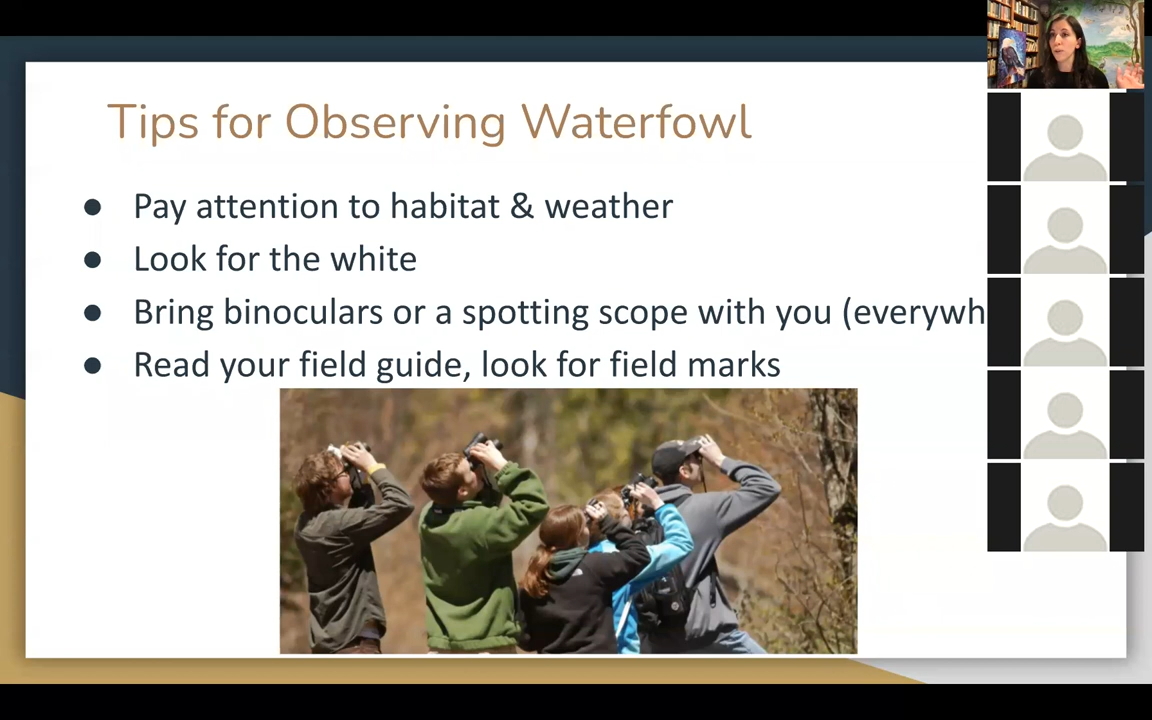 Tips for Observing Waterfowl
● Pay attention to habitat & weather
● Look for the white
● Bring binoculars or a spotting scope with you (everywh
● Read your field guide, look for field marks